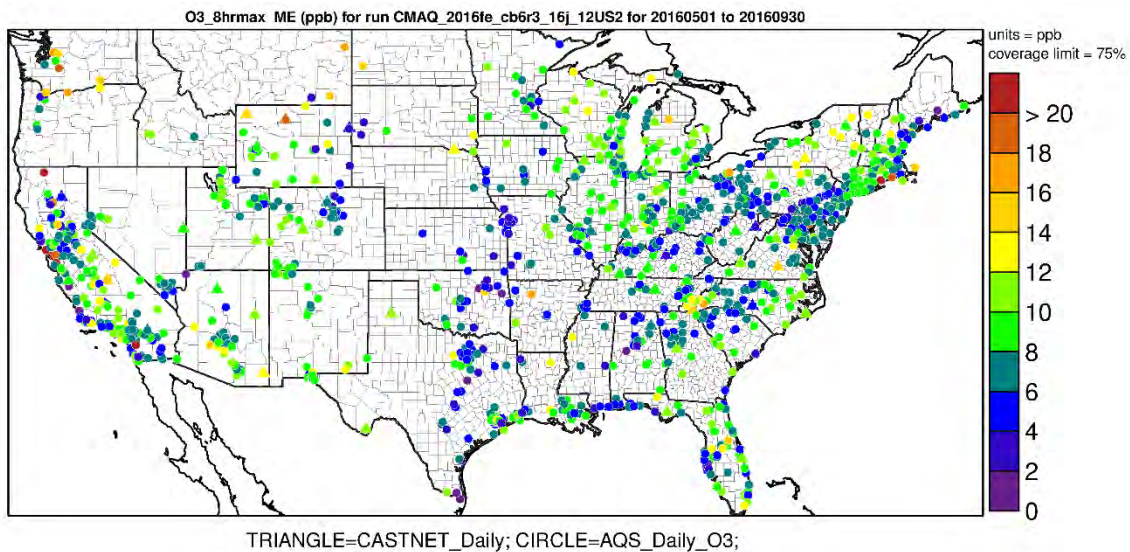 O3_8hrmax ME (ppb) for run CMAQ_2016fe_cb6r3_16j_12US2 for 20160501 to 20160930
units = ppb
coverage limit = 75%
> 20
18
16
14
12
10
8
6
4
2
0
TRIANGLE=CASTNET_Daily; CIRCLE=AQS_Daily_O3;